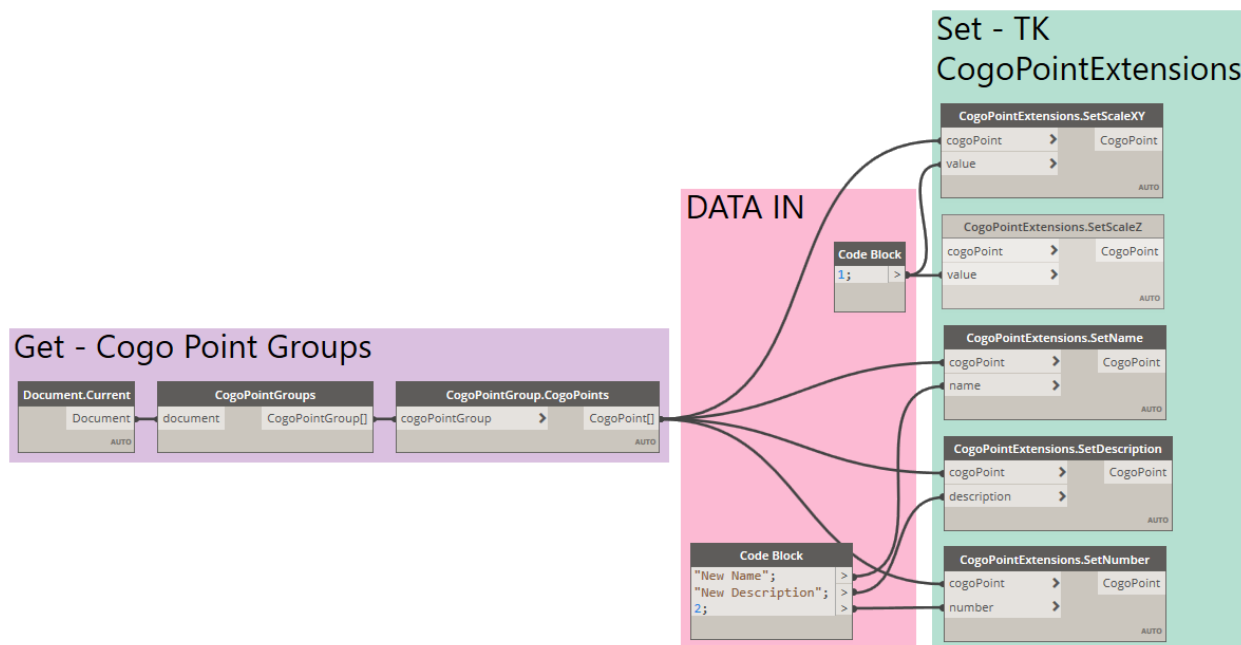 Set - TK
CogoPointExtensions
CogoPointExtensions.SetScaleXY
cogoPoint > CogoPoint
value >
AUTO
DATA IN
CogoPointExtensions.SetScaleZ
cogoPoint > CogoPoint
value >
AUTO
Code Block
1; >
Get - Cogo Point Groups
CogoPointExtensions.SetName
cogoPoint > CogoPoint
name >
AUTO
Document.Current
Document
AUTO
CogoPointGroups
document CogoPointGroup[]
AUTO
CogoPointGroup.CogoPoints
cogoPointGroup > CogoPoint[]
AUTO
CogoPointExtensions.SetDescription
cogoPoint > CogoPoint
description >
AUTO
Code Block
"New Name"; >
"New Description"; >
2; >
CogoPointExtensions.SetNumber
cogoPoint > CogoPoint
number >
AUTO